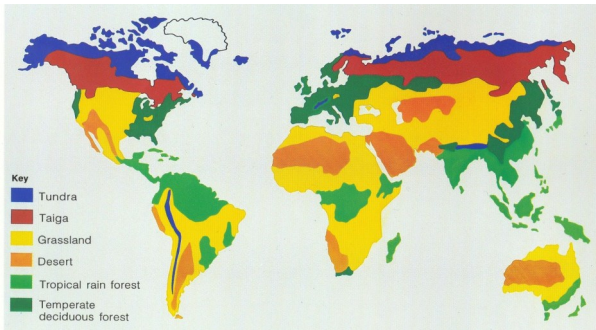 Key
Tundra
Taiga
Grassland
Desert
Tropical rain forest
Temperate
deciduous forest